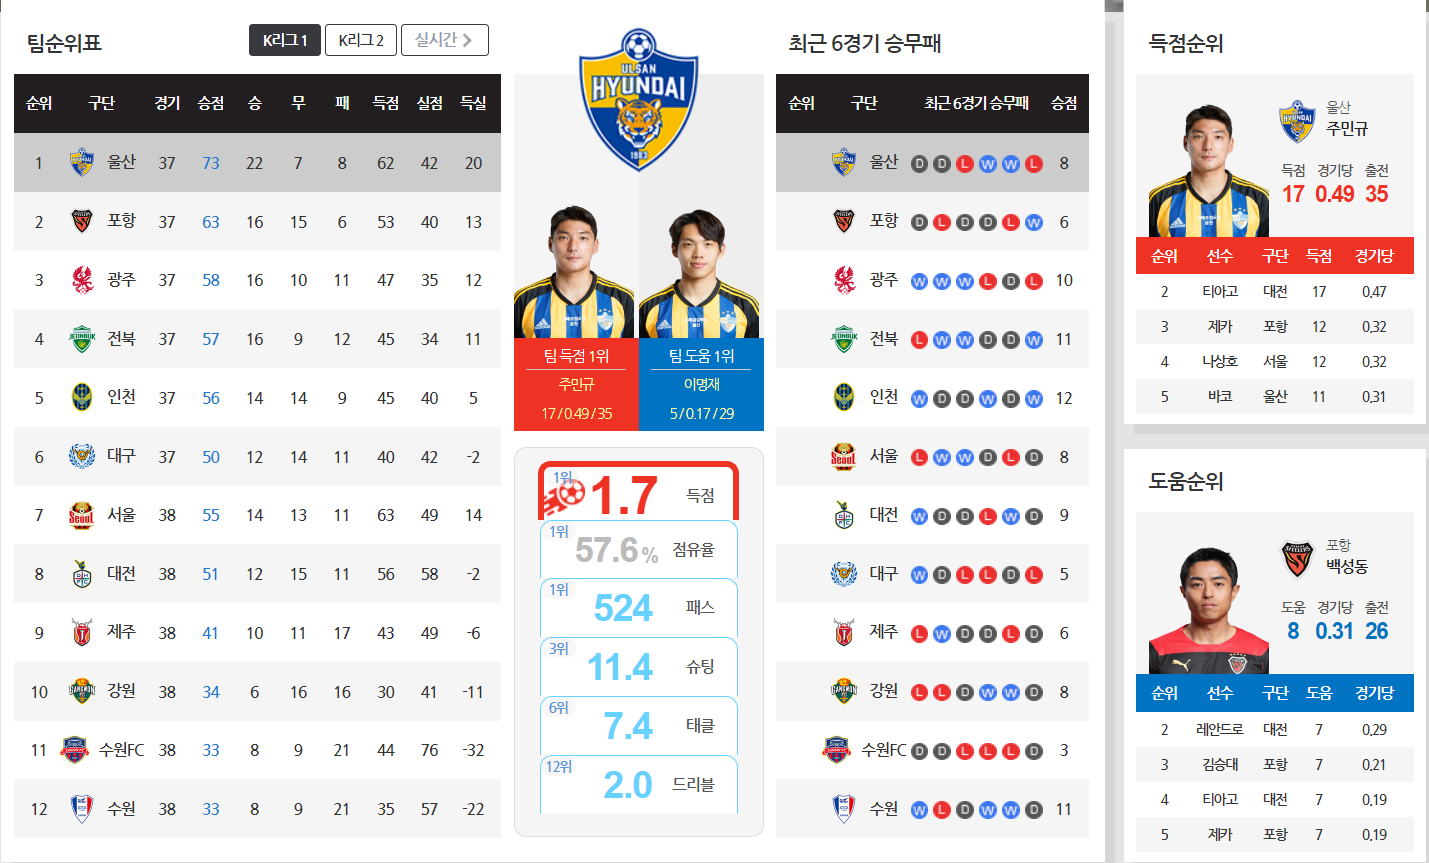 팀순위표
K리그 1 K리그 2 실시간
순위 구단 경기 승점 승 무 패 득점 실점 득실
1 울산 37 73 22 7 8 62 42 20
2 포항 37 63 16 15 6 53 40 13
3 광주 37 58 16 10 11 47 35 12
4 전북 37 57 16 9 12 45 34 11
5 인천 37 56 14 14 9 45 40 5
6 대구 37 50 12 14 11 40 42 -2
7 서울 38 55 14 13 11 63 49 14
8 대전 38 51 12 15 11 56 58 -2
9 제주 38 41 10 11 17 43 49 -6
10 강원 38 34 6 16 16 30 41 -11
11 수원FC 38 33 8 9 21 44 76 -32
12 수원 38 33 8 9 21 35 57 -22
ULSAN
HYUNDAI
1983
팀 득점 1위
주민규
17 / 0.49 / 35
팀 도움 1위
이명재
5 / 0.17 / 29
1위 1.7 득점
1위 57.6 % 점유율
1위 524 패스
3위 11.4 슈팅
6위 7.4 태클
12위 2.0 드리블
최근 6경기 승무패
순위 구단 최근 6경기 승무패 승점
울산 D D L W W L 8
포항 D L D D L W 6
광주 W W W L D L 10
전북 L W W D D W 11
인천 W D D W D W 12
서울 L W W D L D 8
대전 W D D L W D 9
대구 W D L L D L 5
제주 L W D D L D 6
강원 L L D W W D 8
수원FC D D L L L D 3
수원 W L D W W D 11
득점순위
울산
주민규
득점 경기당 출전
17 0.49 35
순위 선수 구단 득점 경기당
2 티아고 대전 17 0.47
3 제카 포항 12 0.32
4 나상호 서울 12 0.32
5 바코 울산 11 0.31
도움순위
포항
백성동
도움 경기당 출전
8 0.31 26
순위 선수 구단 도움 경기당
2 레안드로 대전 7 0.29
3 김승대 포항 7 0.21
4 티아고 대전 7 0.19
5 제카 포항 7 0.19